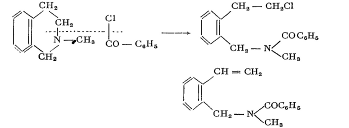 CH₂
Cl
CH₂
N—CH₃
CO—C₆H₅
CH₂
CH₂—CH₂Cl
COC₆H₅
CH₂—N
CH₃
CH=CH₂
COC₆H₅
CH₂—N
CH₃